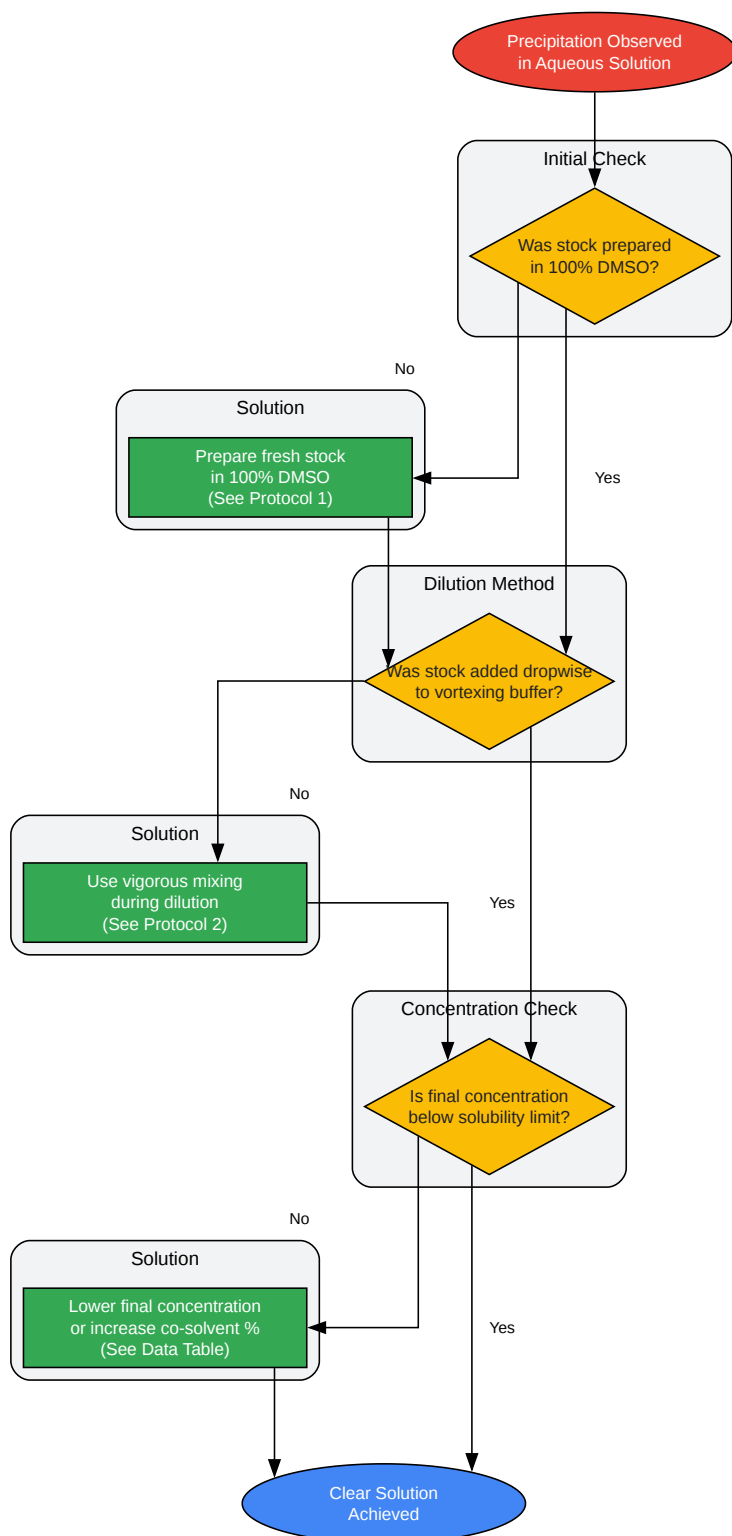 Precipitation Observed
in Aqueous Solution
Initial Check
Was stock prepared
in 100% DMSO?
No
Solution
Prepare fresh stock
in 100% DMSO
(See Protocol 1)
Yes
Dilution Method
Was stock added dropwise
to vortexing buffer?
No
Solution
Use vigorous mixing
during dilution
(See Protocol 2)
Yes
Concentration Check
Is final concentration
below solubility limit?
No
Solution
Lower final concentration
or increase co-solvent %
(See Data Table)
Yes
Clear Solution
Achieved